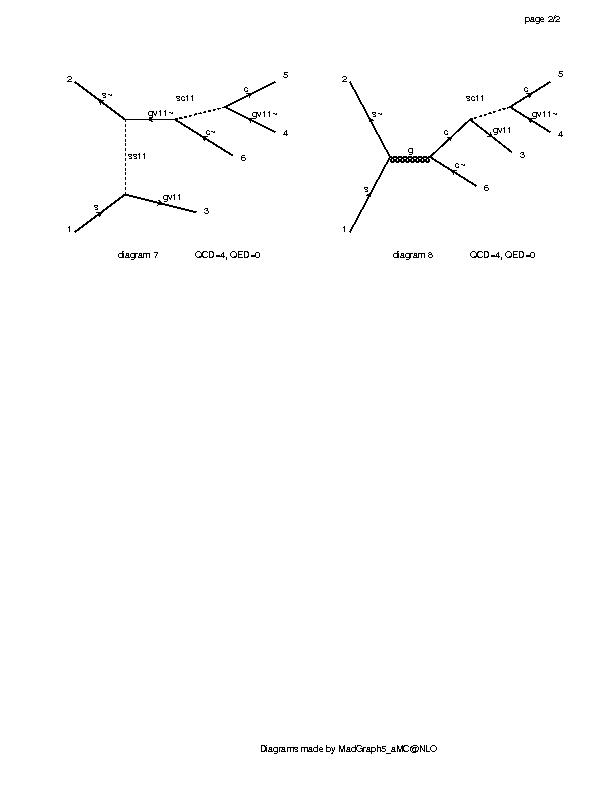 page 2/2
2
s~
ss11
s
1
gv11
3
gv11~
sc11
c
5
gv11~
4
c~
6
diagram 7 QCD=4, QED=0
2
s~
s
1
g
c
sc11
c
5
gv11~
4
gv11
3
c~
6
diagram 8 QCD=4, QED=0
Diagrams made by MadGraph5_aMC@NLO